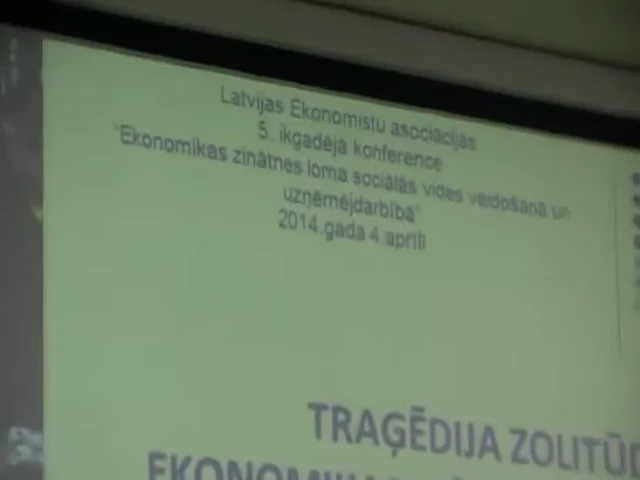 Latvijas Ekonomistu asociācijas
5. ikgadējā konference
"Ekonomikas zinātnes loma sociālās vides veidošanā un
uzņēmējdarbībā"
2014.gada 4.aprīlī
TRAĢĒDIJA ZOLITŪD